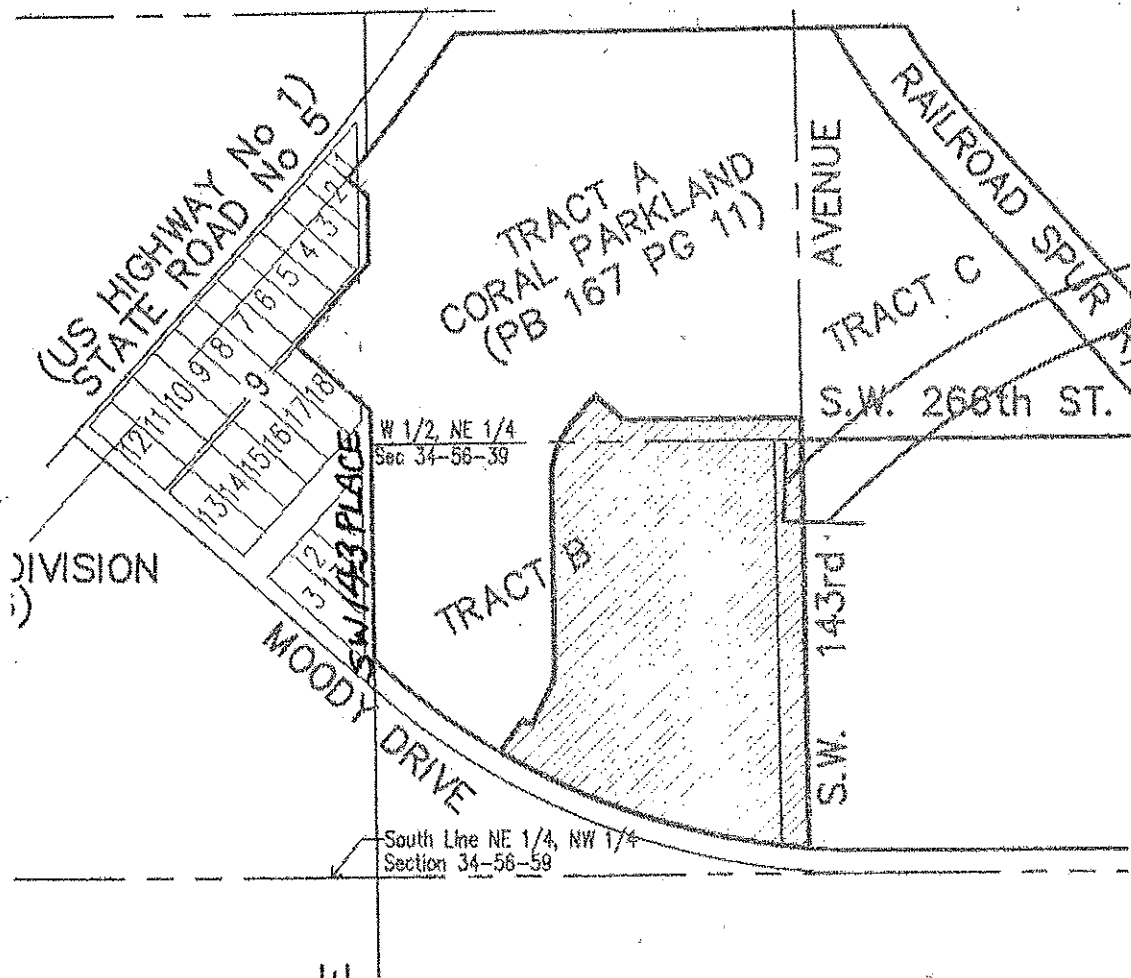 (US HIGHWAY No 1)
STATE ROAD No 5
TRACT A
CORAL PARKLAND
(PB 167 PG 11)
AVENUE
RAILROAD SPUR
TRACT C
S.W. 266th ST.
1
2
3
4
5
6
7
8
9
10
11
12
9
18
17
16
15
14
13
W 1/2, NE 1/4
Sec 34-56-39
SW 143 PLACE
2
3
TRACT B
DIVISION
MOODY DRIVE
S.W. 143rd
South Line NE 1/4, NW 1/4
Section 34-56-59